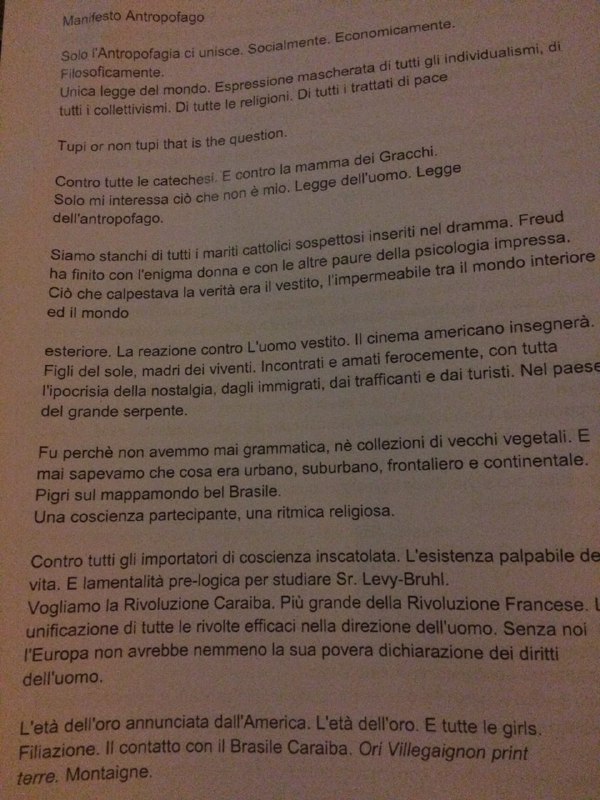 Manifesto Antropofago
Solo l'Antropofagia ci unisce. Socialmente. Economicamente.
Filosoficamente.
Unica legge del mondo. Espressione mascherata di tutti gli individualismi, di
tutti i collettivismi. Di tutte le religioni. Di tutti i trattati di pace
Tupi or non tupi that is the question.
Contro tutte le catechesi. E contro la mamma dei Gracchi.
Solo mi interessa ciò che non è mio. Legge dell'uomo. Legge
dell'antropofago.
Siamo stanchi di tutti i mariti cattolici sospettosi inseriti nel dramma. Freud
ha finito con l'enigma donna e con le altre paure della psicologia impressa.
Ciò che calpestava la verità era il vestito, l'impermeabile tra il mondo interiore
ed il mondo
esteriore. La reazione contro L'uomo vestito. Il cinema americano insegnerà.
Figli del sole, madri dei viventi. Incontrati e amati ferocemente, con tutta
l'ipocrisia della nostalgia, dagli immigrati, dai trafficanti e dai turisti. Nel paese
del grande serpente.
Fu perchè non avemmo mai grammatica, nè collezioni di vecchi vegetali. E
mai sapevamo che cosa era urbano, suburbano, frontaliero e continentale.
Pigri sul mappamondo bel Brasile.
Una coscienza partecipante, una ritmica religiosa.
Contro tutti gli importatori di coscienza inscatolata. L'esistenza palpabile de
vita. E lamentalità pre-logica per studiare Sr. Levy-Bruhl.
Vogliamo la Rivoluzione Caraiba. Più grande della Rivoluzione Francese.
unificazione di tutte le rivolte efficaci nella direzione dell'uomo. Senza noi
l'Europa non avrebbe nemmeno la sua povera dichiarazione dei diritti
dell'uomo.
L'età dell'oro annunciata dall'America. L'età dell'oro. E tutte le girls.
Filiazione. Il contatto con il Brasile Caraiba. Ori Villegaignon print
terre. Montaigne.